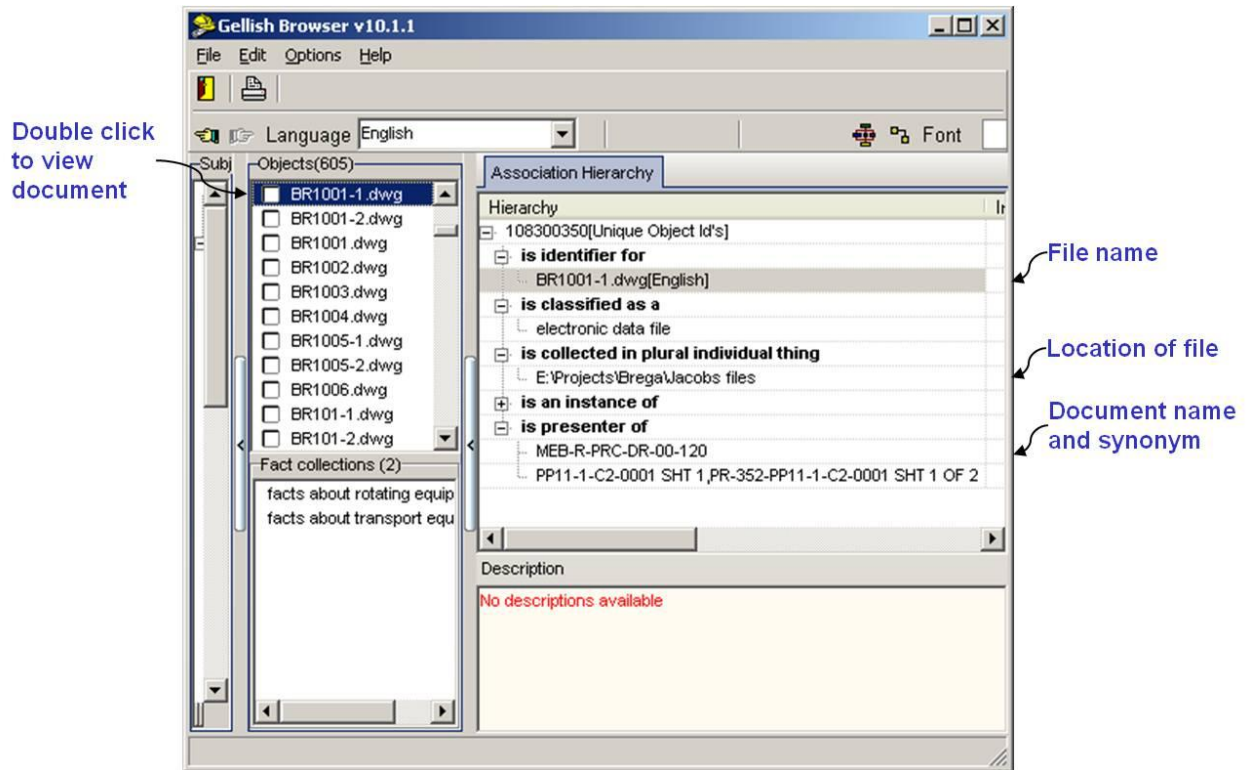 Gellish Browser v10.1.1
File Edit Options Help
Language English Font
Double click
to view
document
Subj
Objects(605)
BR1001-1.dwg
BR1001-2.dwg
BR1001.dwg
BR1002.dwg
BR1003.dwg
BR1004.dwg
BR1005-1.dwg
BR1005-2.dwg
BR1006.dwg
BR101-1.dwg
BR101-2.dwg
Fact collections (2)
facts about rotating equip
facts about transport equ
Association Hierarchy
Hierarchy
108300350[Unique Object Id's]
is identifier for
BR1001-1.dwg[English]
is classified as a
electronic data file
is collected in plural individual thing
E:\Projects\Brega\Jacobs files
is an instance of
is presenter of
MEB-R-PRC-DR-00-120
PP11-1-C2-0001 SHT 1,PR-352-PP11-1-C2-0001 SHT 1 OF 2
Description
No descriptions available
File name
Location of file
Document name
and synonym